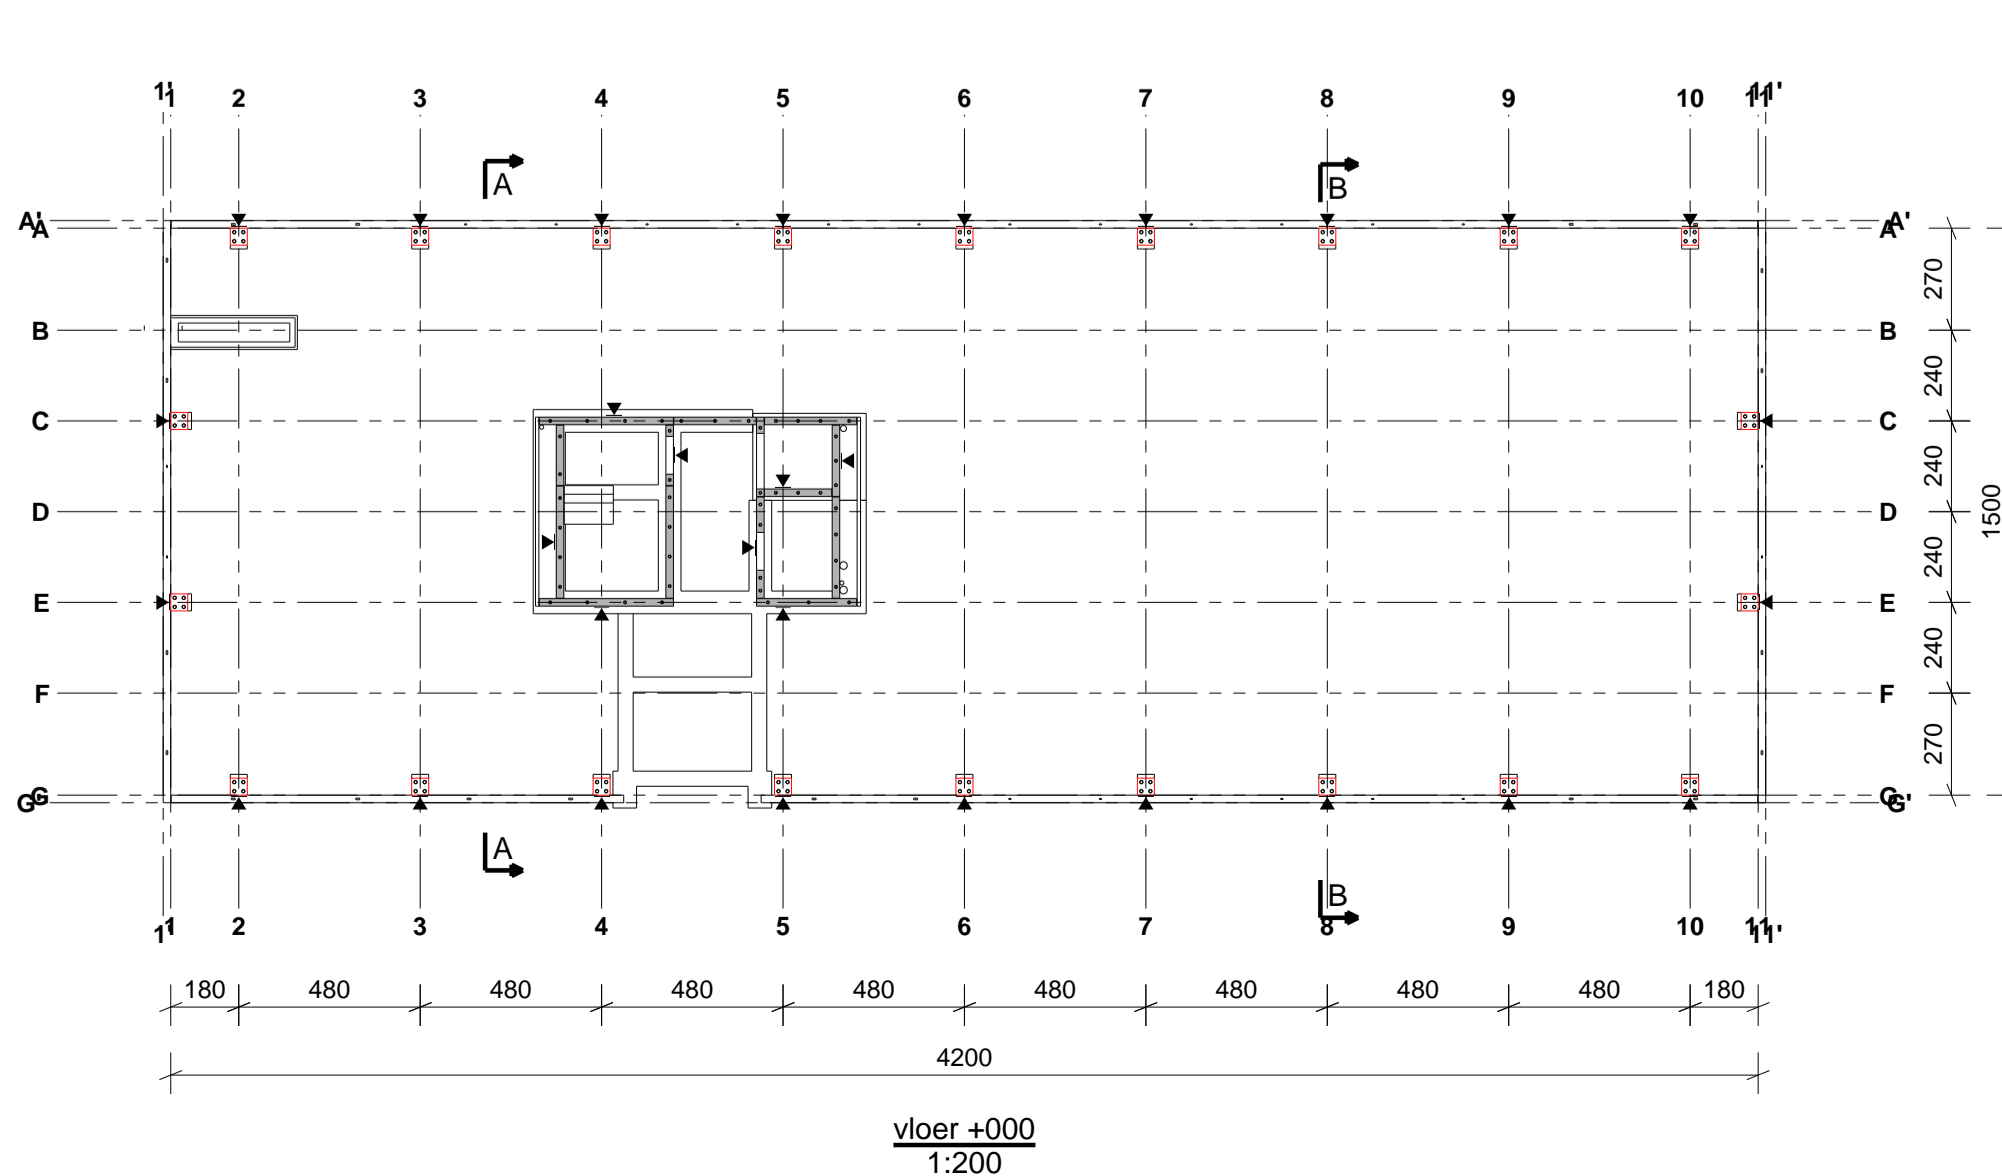 1' 1 2 3 4 5 6 7 8 9 10 11 11'
A B
A' A A A'
270
B B
240
C C
240
D D
1500
240
E E
240
F F
270
G G' G G'
A B
1' 1 2 3 4 5 6 7 8 9 10 11 11'
180 480 480 480 480 480 480 480 480 180
4200
vloer +000
1:200